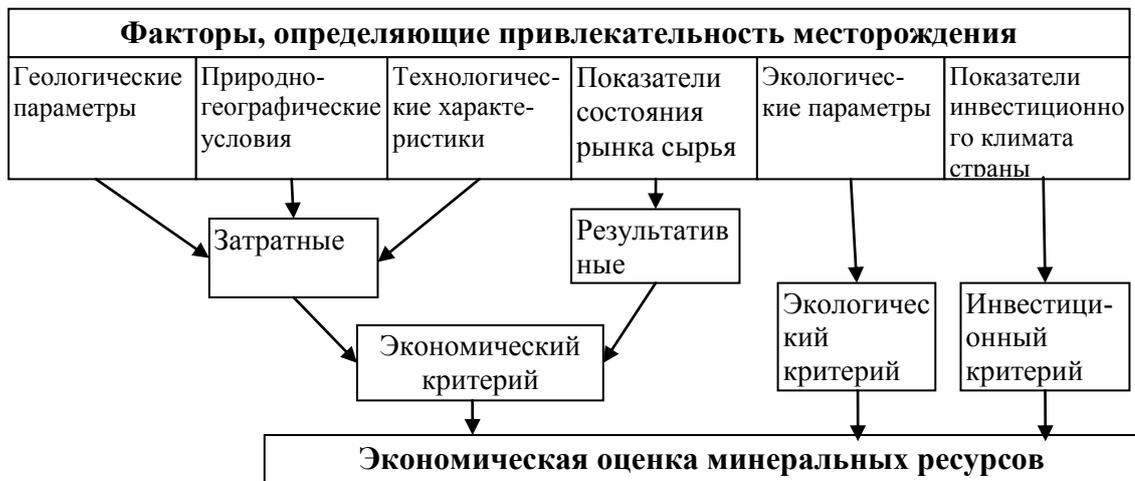 Факторы, определяющие привлекательность месторождения
Геологические
параметры
Природно-
географические
условия
Технологичес-
кие характе-
ристики
Показатели
состояния
рынка сырья
Экологичес-
кие параметры
Показатели
инвестиционно
го климата
страны
Затратные
Результатив
ные
Экологичес
кий
критерий
Инвестици-
онный
критерий
Экономический
критерий
Экономическая оценка минеральных ресурсов